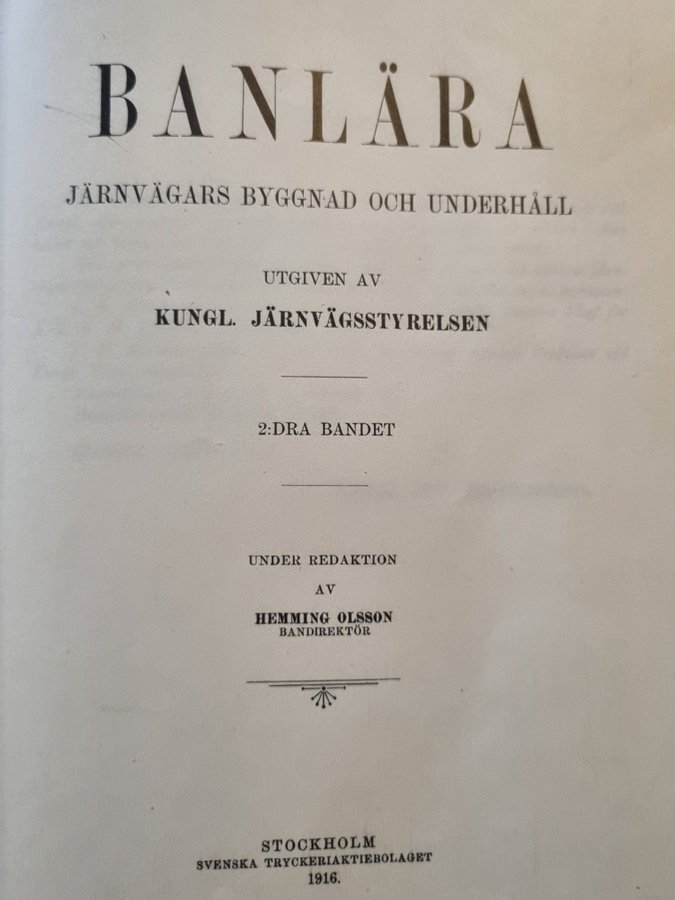 BANLÄRA
JÄRNVÄGARS BYGGNAD OCH UNDERHÅLL
UTGIVEN AV
KUNGL. JÄRNVÄGSSTYRELSEN
2:DRA BANDET
UNDER REDAKTION
AV
HEMMING OLSSON
BANDIREKTÖR
STOCKHOLM
SVENSKA TRYCKERIAKTIEBOLAGET
1916.